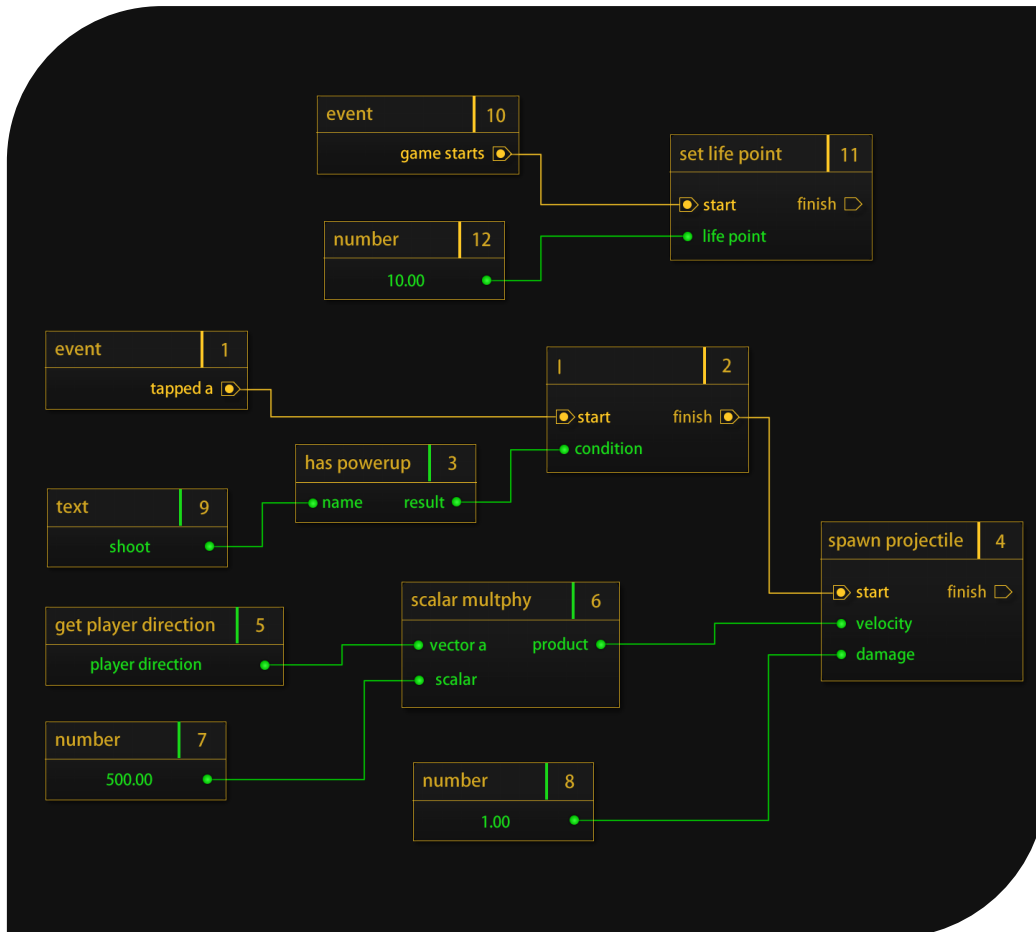 event 10
game starts
set life point 11
start finish
life point
number 12
10.00
event 1
tapped a
I 2
start finish
condition
has powerup 3
name result
text 9
shoot
spawn projectile 4
start finish
velocity
damage
scalar multphy 6
vector a product
scalar
get player direction 5
player direction
number 7
500.00
number 8
1.00